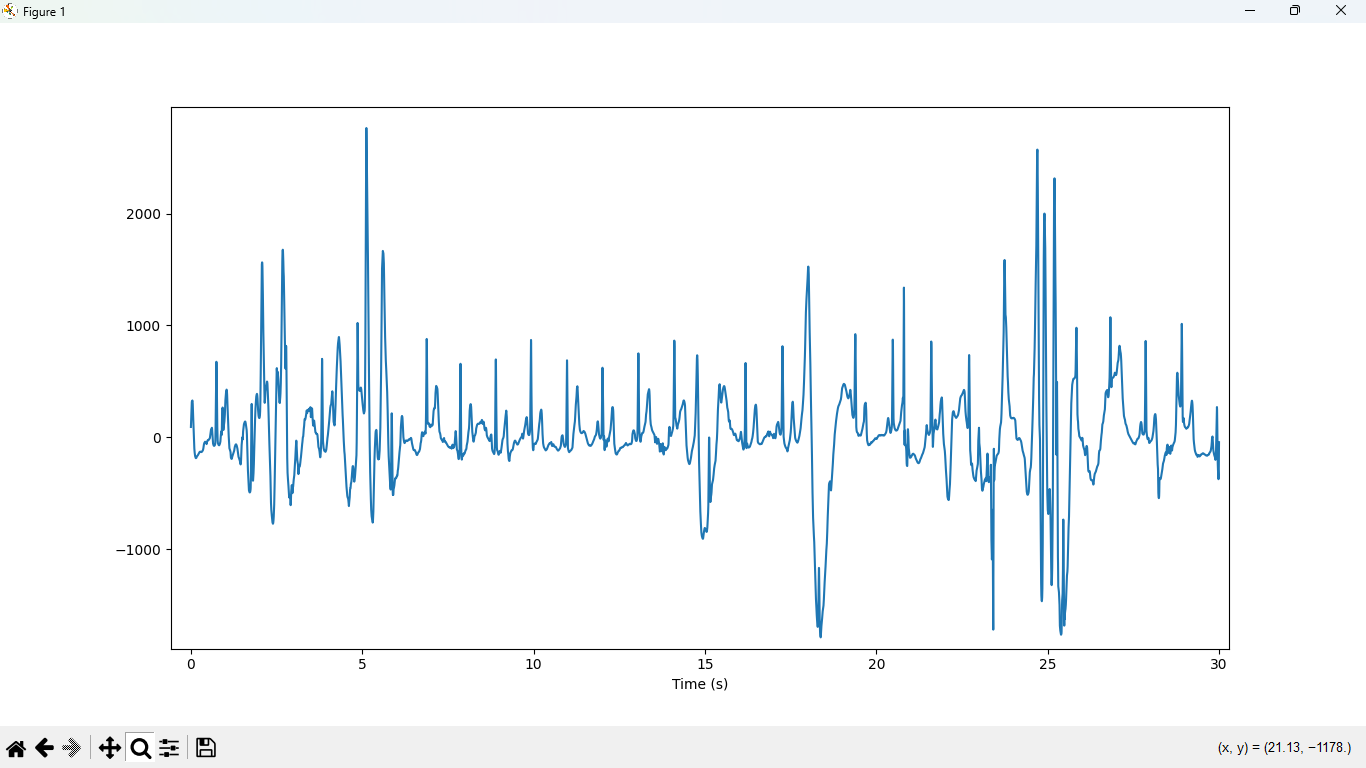 Figure 1
2000
1000
0
−1000
0 5 10 15 20 25 30
Time (s)
(x, y) = (21.13, −1178.)